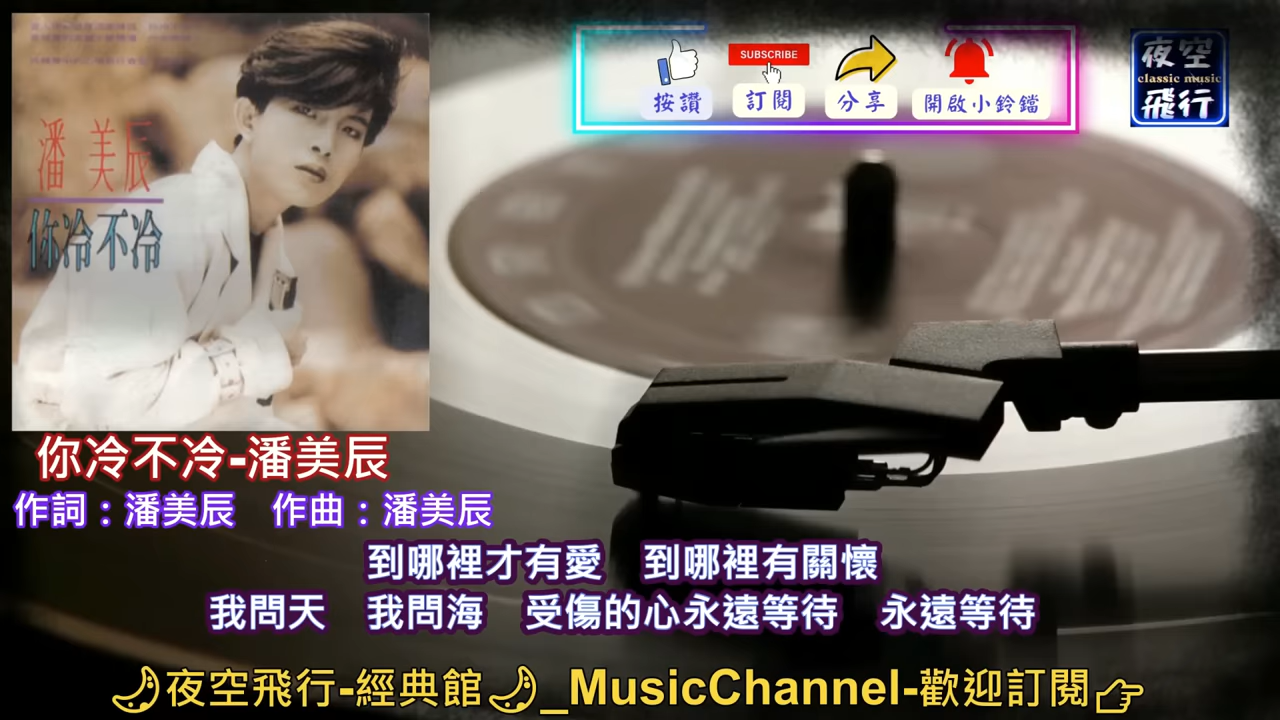 潘美辰
你冷不冷
SUBSCRIBE
按讚 訂閱 分享 開啟小鈴鐺
夜空
classic music
飛行
你冷不冷-潘美辰
作詞：潘美辰 作曲：潘美辰
到哪裡才有愛 到哪裡有關懷
我問天 我問海 受傷的心永遠等待 永遠等待
夜空飛行-經典館_MusicChannel-歡迎訂閱